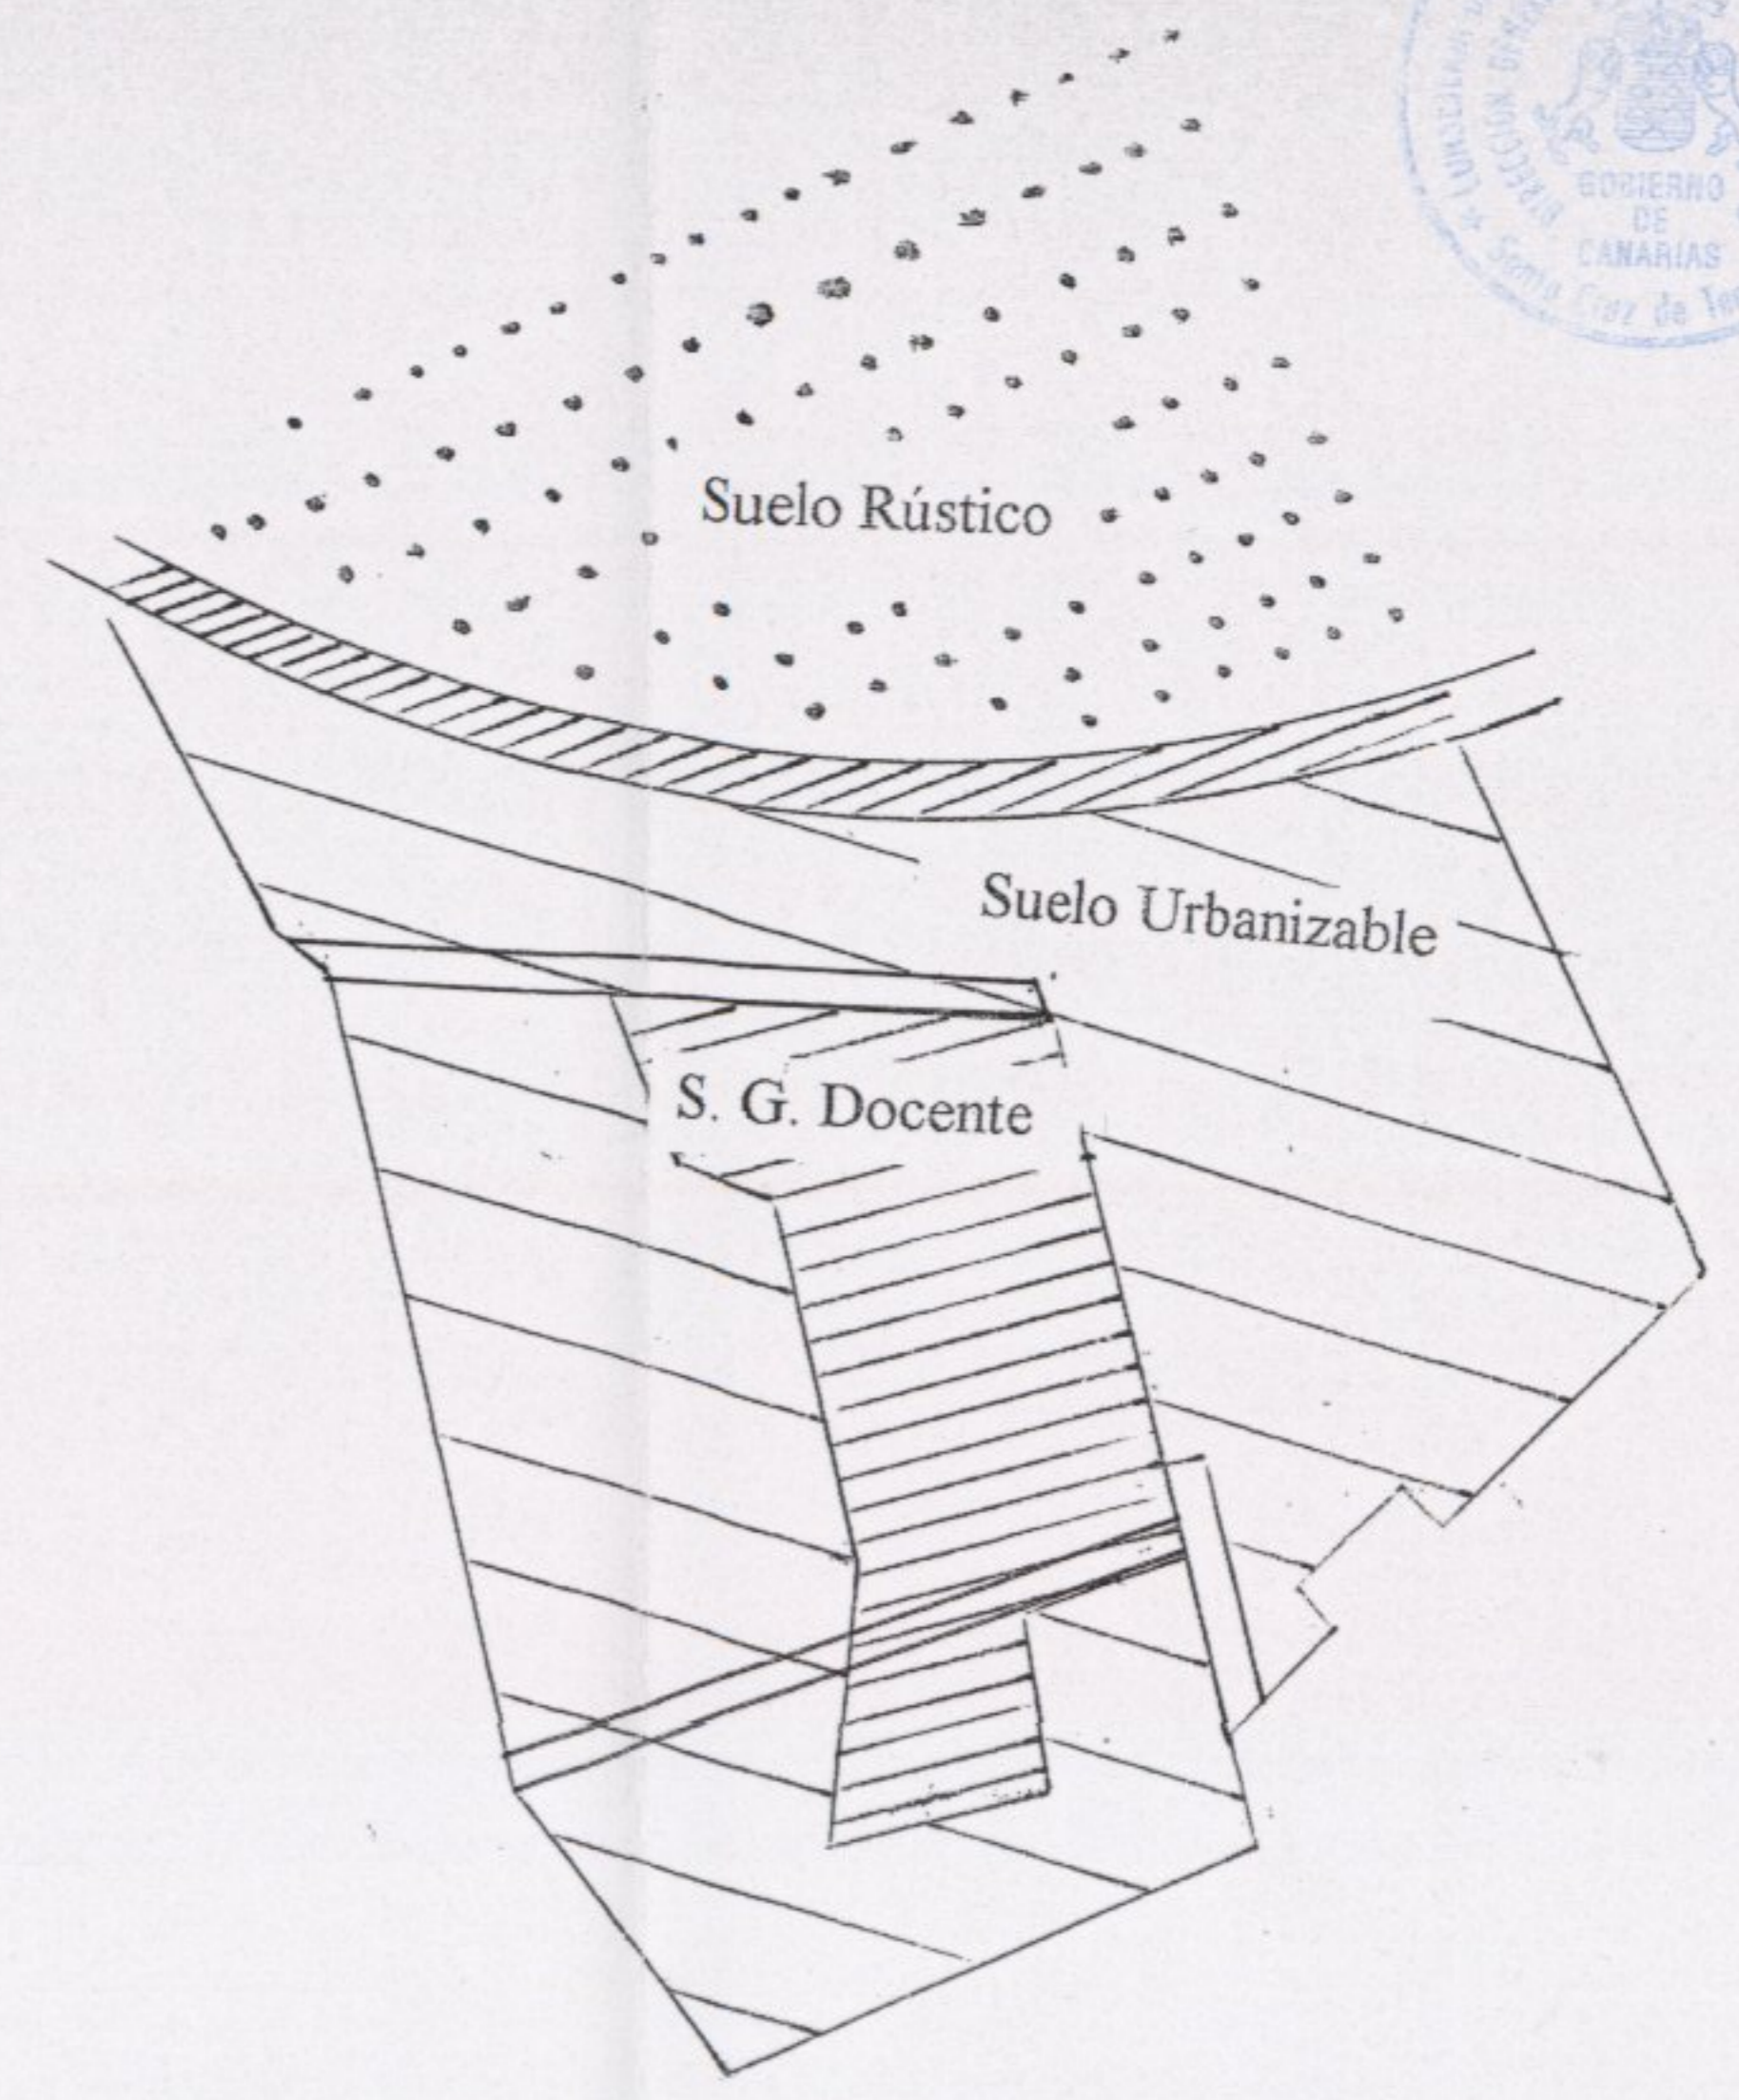 GOBIERNO
DE
CANARIAS
Suelo Rústico
Suelo Urbanizable
S. G. Docente